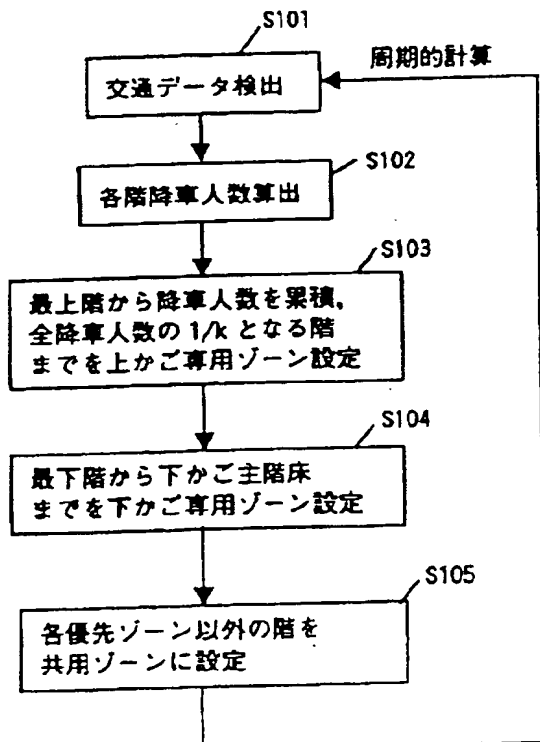 S101
周期的計算
交通データ検出
S102
各階降車人数算出
S103
最上階から降車人数を累積,
全降車人数の 1/k となる階
までを上かご専用ゾーン設定
S104
最下階から下かご主階床
までを下かご専用ゾーン設定
S105
各優先ゾーン以外の階を
共用ゾーンに設定